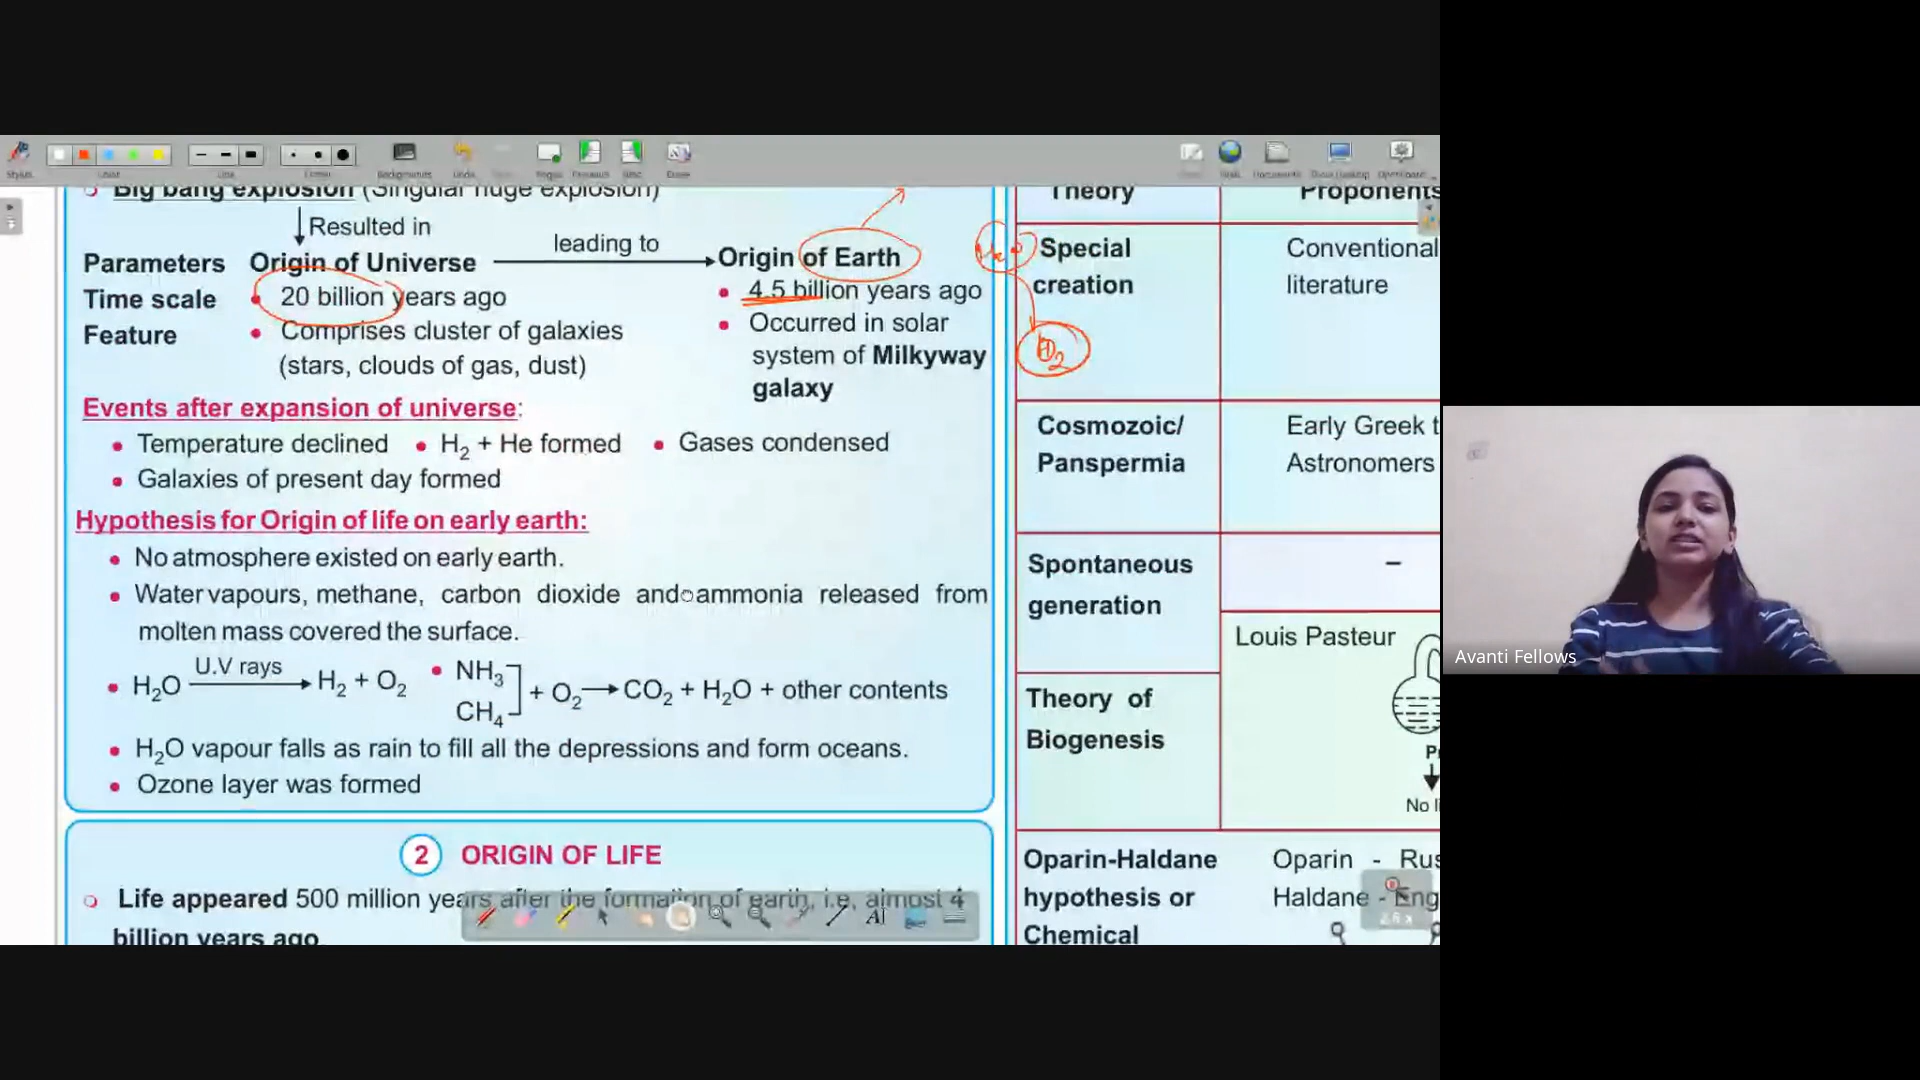 Big bang explosion (Singular huge explosion)
Resulted in
leading to
Parameters Origin of Universe Origin of Earth
Time scale • 20 billion years ago • 4.5 billion years ago
Feature • Comprises cluster of galaxies • Occurred in solar
(stars, clouds of gas, dust) system of Milkyway
galaxy
Events after expansion of universe:
• Temperature declined • H₂ + He formed • Gases condensed
• Galaxies of present day formed
Hypothesis for Origin of life on early earth:
• No atmosphere existed on early earth.
• Water vapours, methane, carbon dioxide and ammonia released from
molten mass covered the surface.
• H₂O U.V rays H₂ + O₂ • NH₃ CH₄ + O₂ → CO₂ + H₂O + other contents
• H₂O vapour falls as rain to fill all the depressions and form oceans.
• Ozone layer was formed
2 ORIGIN OF LIFE
Life appeared 500 million years after the formation of earth, i.e, almost 4
billion years ago
Theory Proponents
Special Conventional
creation literature
Cosmozoic/ Early Greek t
Panspermia Astronomers
Spontaneous –
generation
Louis Pasteur
Theory of
Biogenesis
No li
Oparin-Haldane Oparin - Rus
hypothesis or Haldane - Eng
Chemical
Avanti Fellows